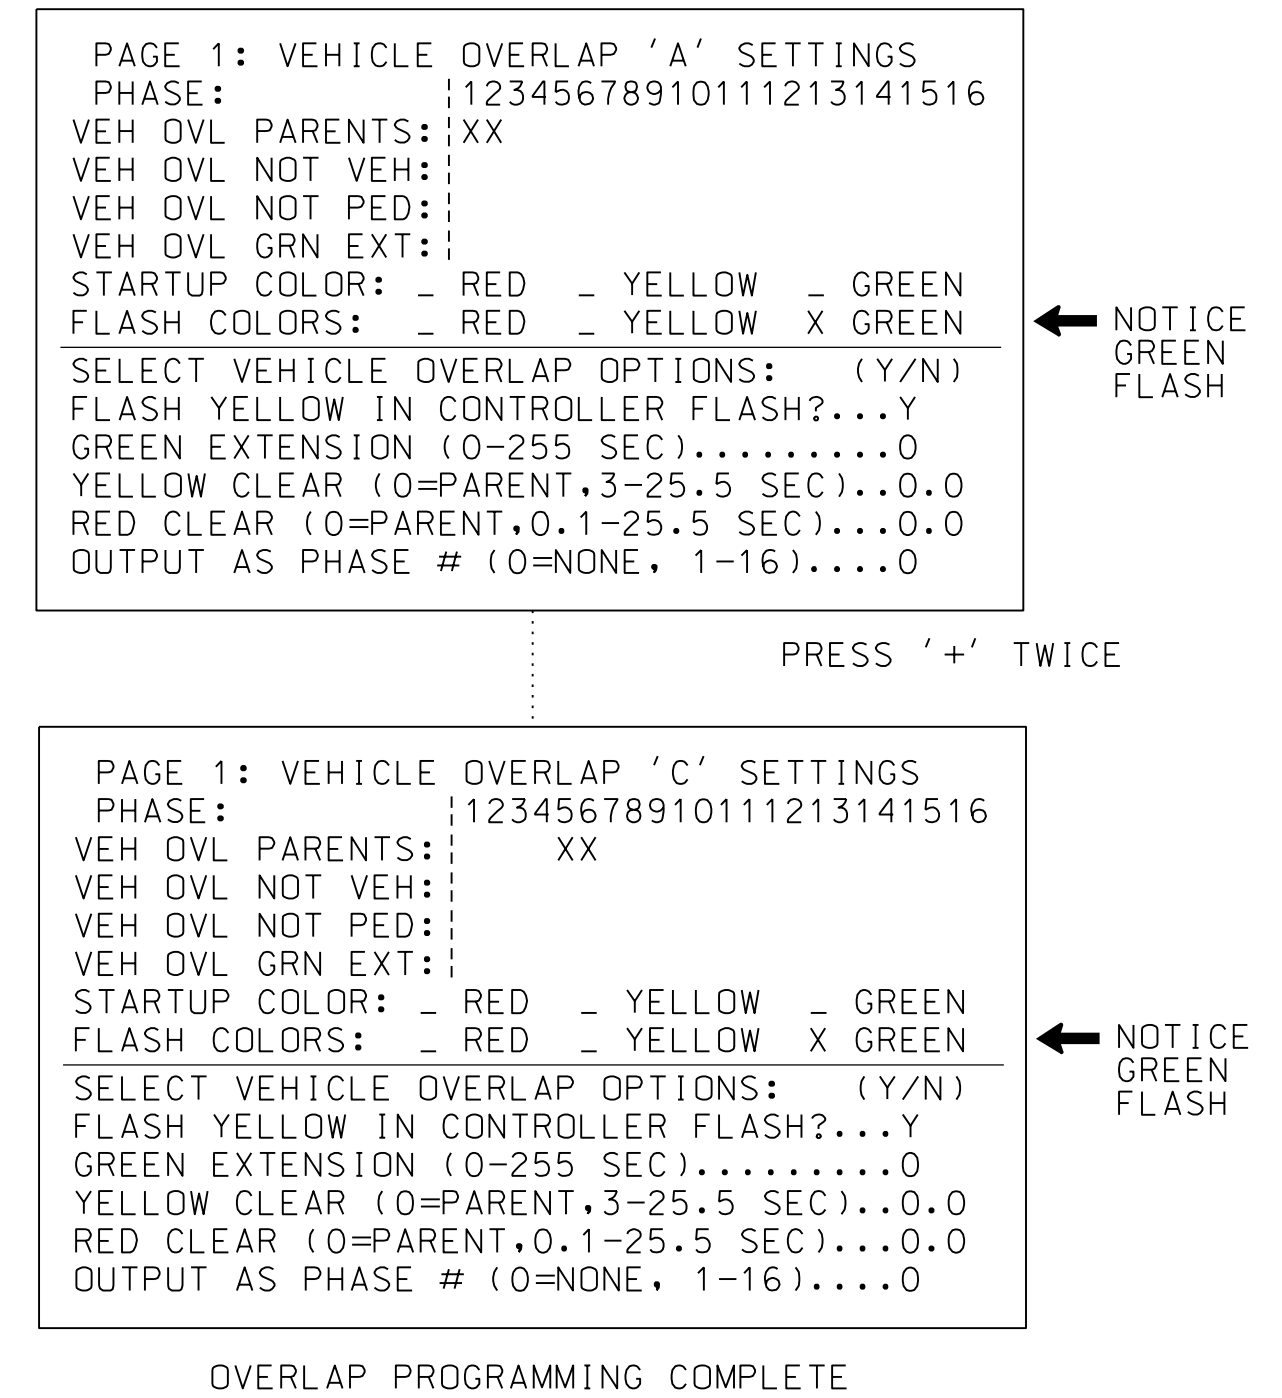 PAGE 1: VEHICLE OVERLAP 'A' SETTINGS
PHASE: 12345678910111213141516
VEH OVL PARENTS: XX
VEH OVL NOT VEH:
VEH OVL NOT PED:
VEH OVL GRN EXT:
STARTUP COLOR: _ RED _ YELLOW _ GREEN
FLASH COLORS: _ RED _ YELLOW X GREEN
NOTICE
GREEN
FLASH
SELECT VEHICLE OVERLAP OPTIONS: (Y/N)
FLASH YELLOW IN CONTROLLER FLASH?...Y
GREEN EXTENSION (0-255 SEC).........0
YELLOW CLEAR (0=PARENT,3-25.5 SEC)..0.0
RED CLEAR (0=PARENT,0.1-25.5 SEC)...0.0
OUTPUT AS PHASE # (0=NONE, 1-16)....0
PRESS '+' TWICE
PAGE 1: VEHICLE OVERLAP 'C' SETTINGS
PHASE: 12345678910111213141516
VEH OVL PARENTS: XX
VEH OVL NOT VEH:
VEH OVL NOT PED:
VEH OVL GRN EXT:
STARTUP COLOR: _ RED _ YELLOW _ GREEN
FLASH COLORS: _ RED _ YELLOW X GREEN
NOTICE
GREEN
FLASH
SELECT VEHICLE OVERLAP OPTIONS: (Y/N)
FLASH YELLOW IN CONTROLLER FLASH?...Y
GREEN EXTENSION (0-255 SEC).........0
YELLOW CLEAR (0=PARENT,3-25.5 SEC)..0.0
RED CLEAR (0=PARENT,0.1-25.5 SEC)...0.0
OUTPUT AS PHASE # (0=NONE, 1-16)....0
OVERLAP PROGRAMMING COMPLETE